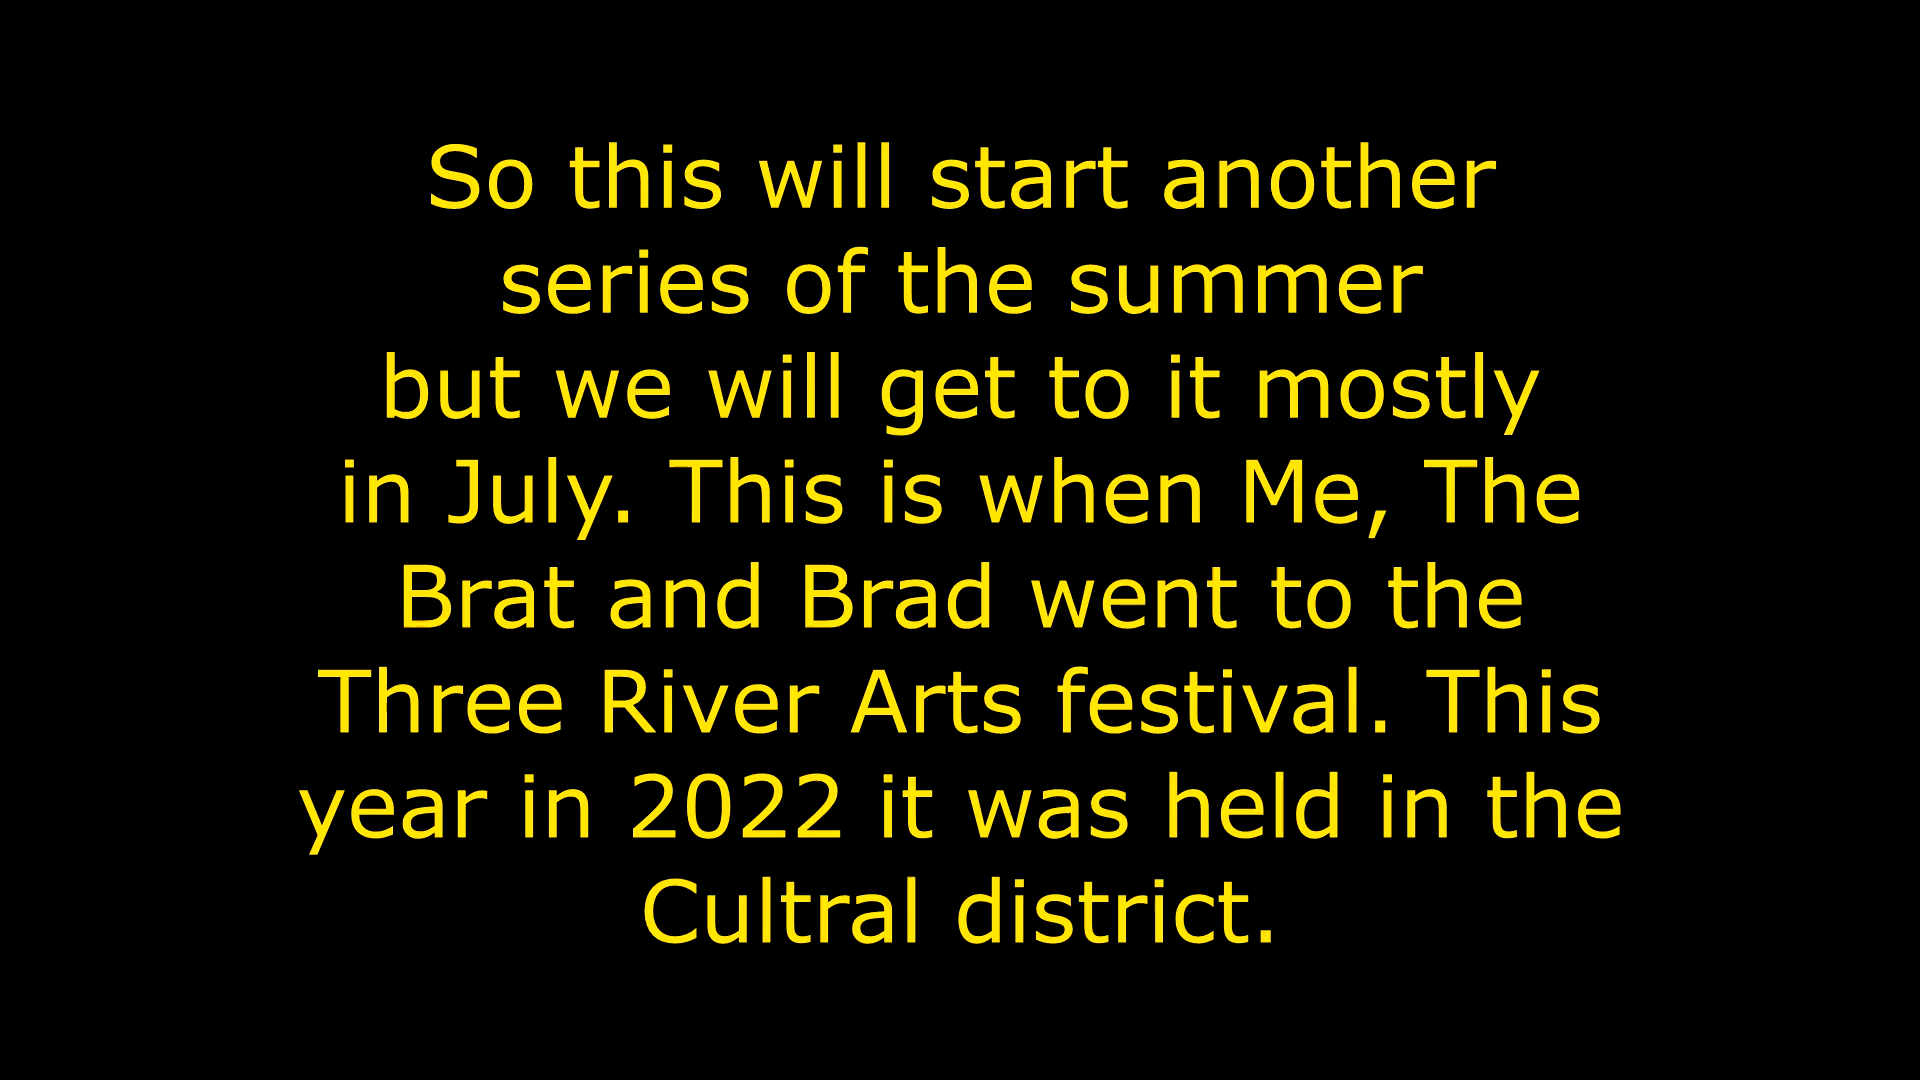 So this will start another
series of the summer
but we will get to it mostly
in July. This is when Me, The
Brat and Brad went to the
Three River Arts festival. This
year in 2022 it was held in the
Cultral district.